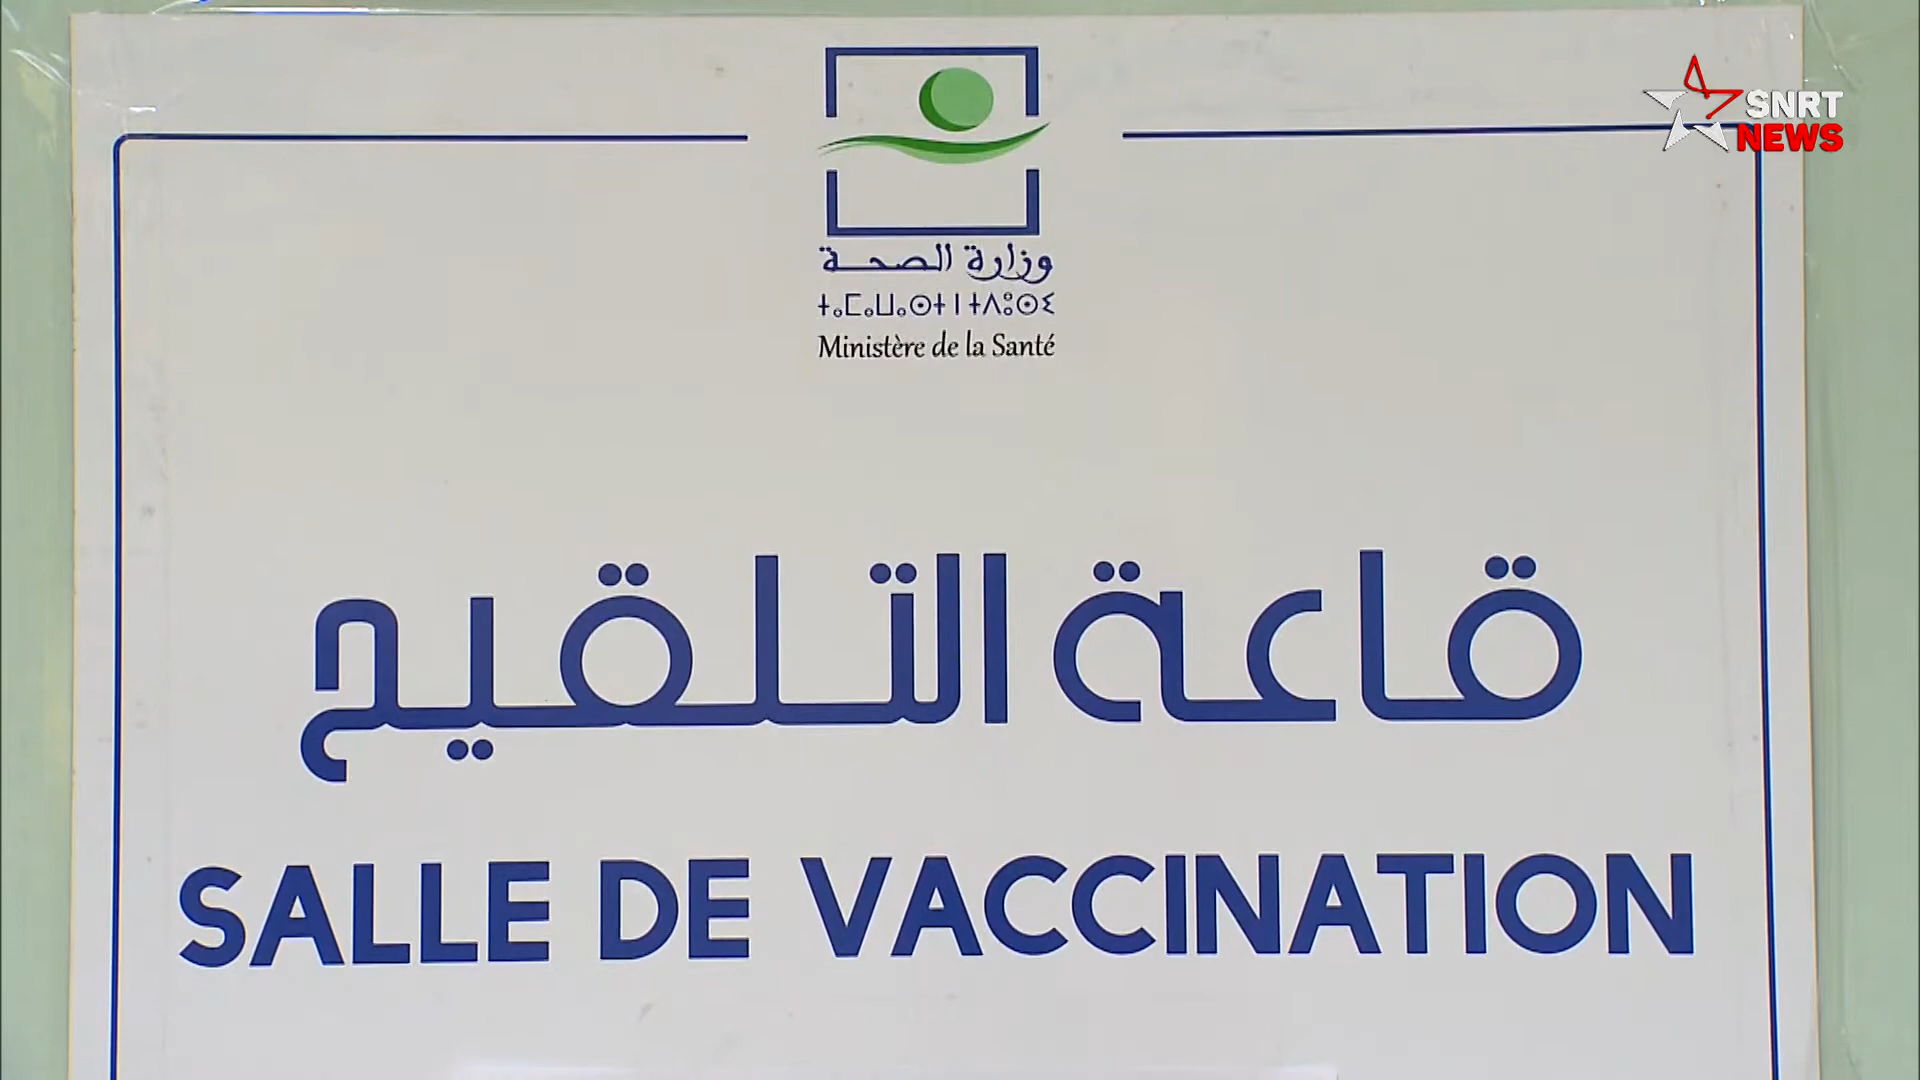 SNRT
NEWS
وزارة الصحة
ⵜⴰⵎⴰⵡⴰⵙⵜ ⵏ ⵜⴷⵓⵙⵉ
Ministère de la Santé
قاعة التلقيح
SALLE DE VACCINATION